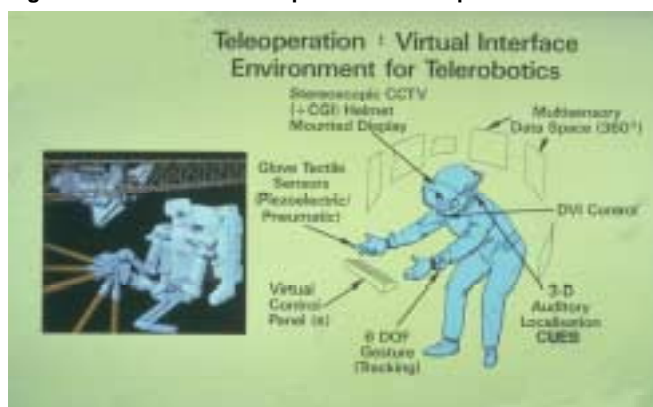 Teleoperation : Virtual Interface
Environment for Telerobotics
Stereoscopic CCTV
(+CGI) Helmet
Mounted Display
Multisensory
Data Space (360°)
Glove Tactile
Sensors
(Piezoelectric/
Pneumatic)
DVI Control
Virtual
Control
Panel (s)
6 DOF
Gesture
(Tracking)
3-D
Auditory
Localisation
CUES